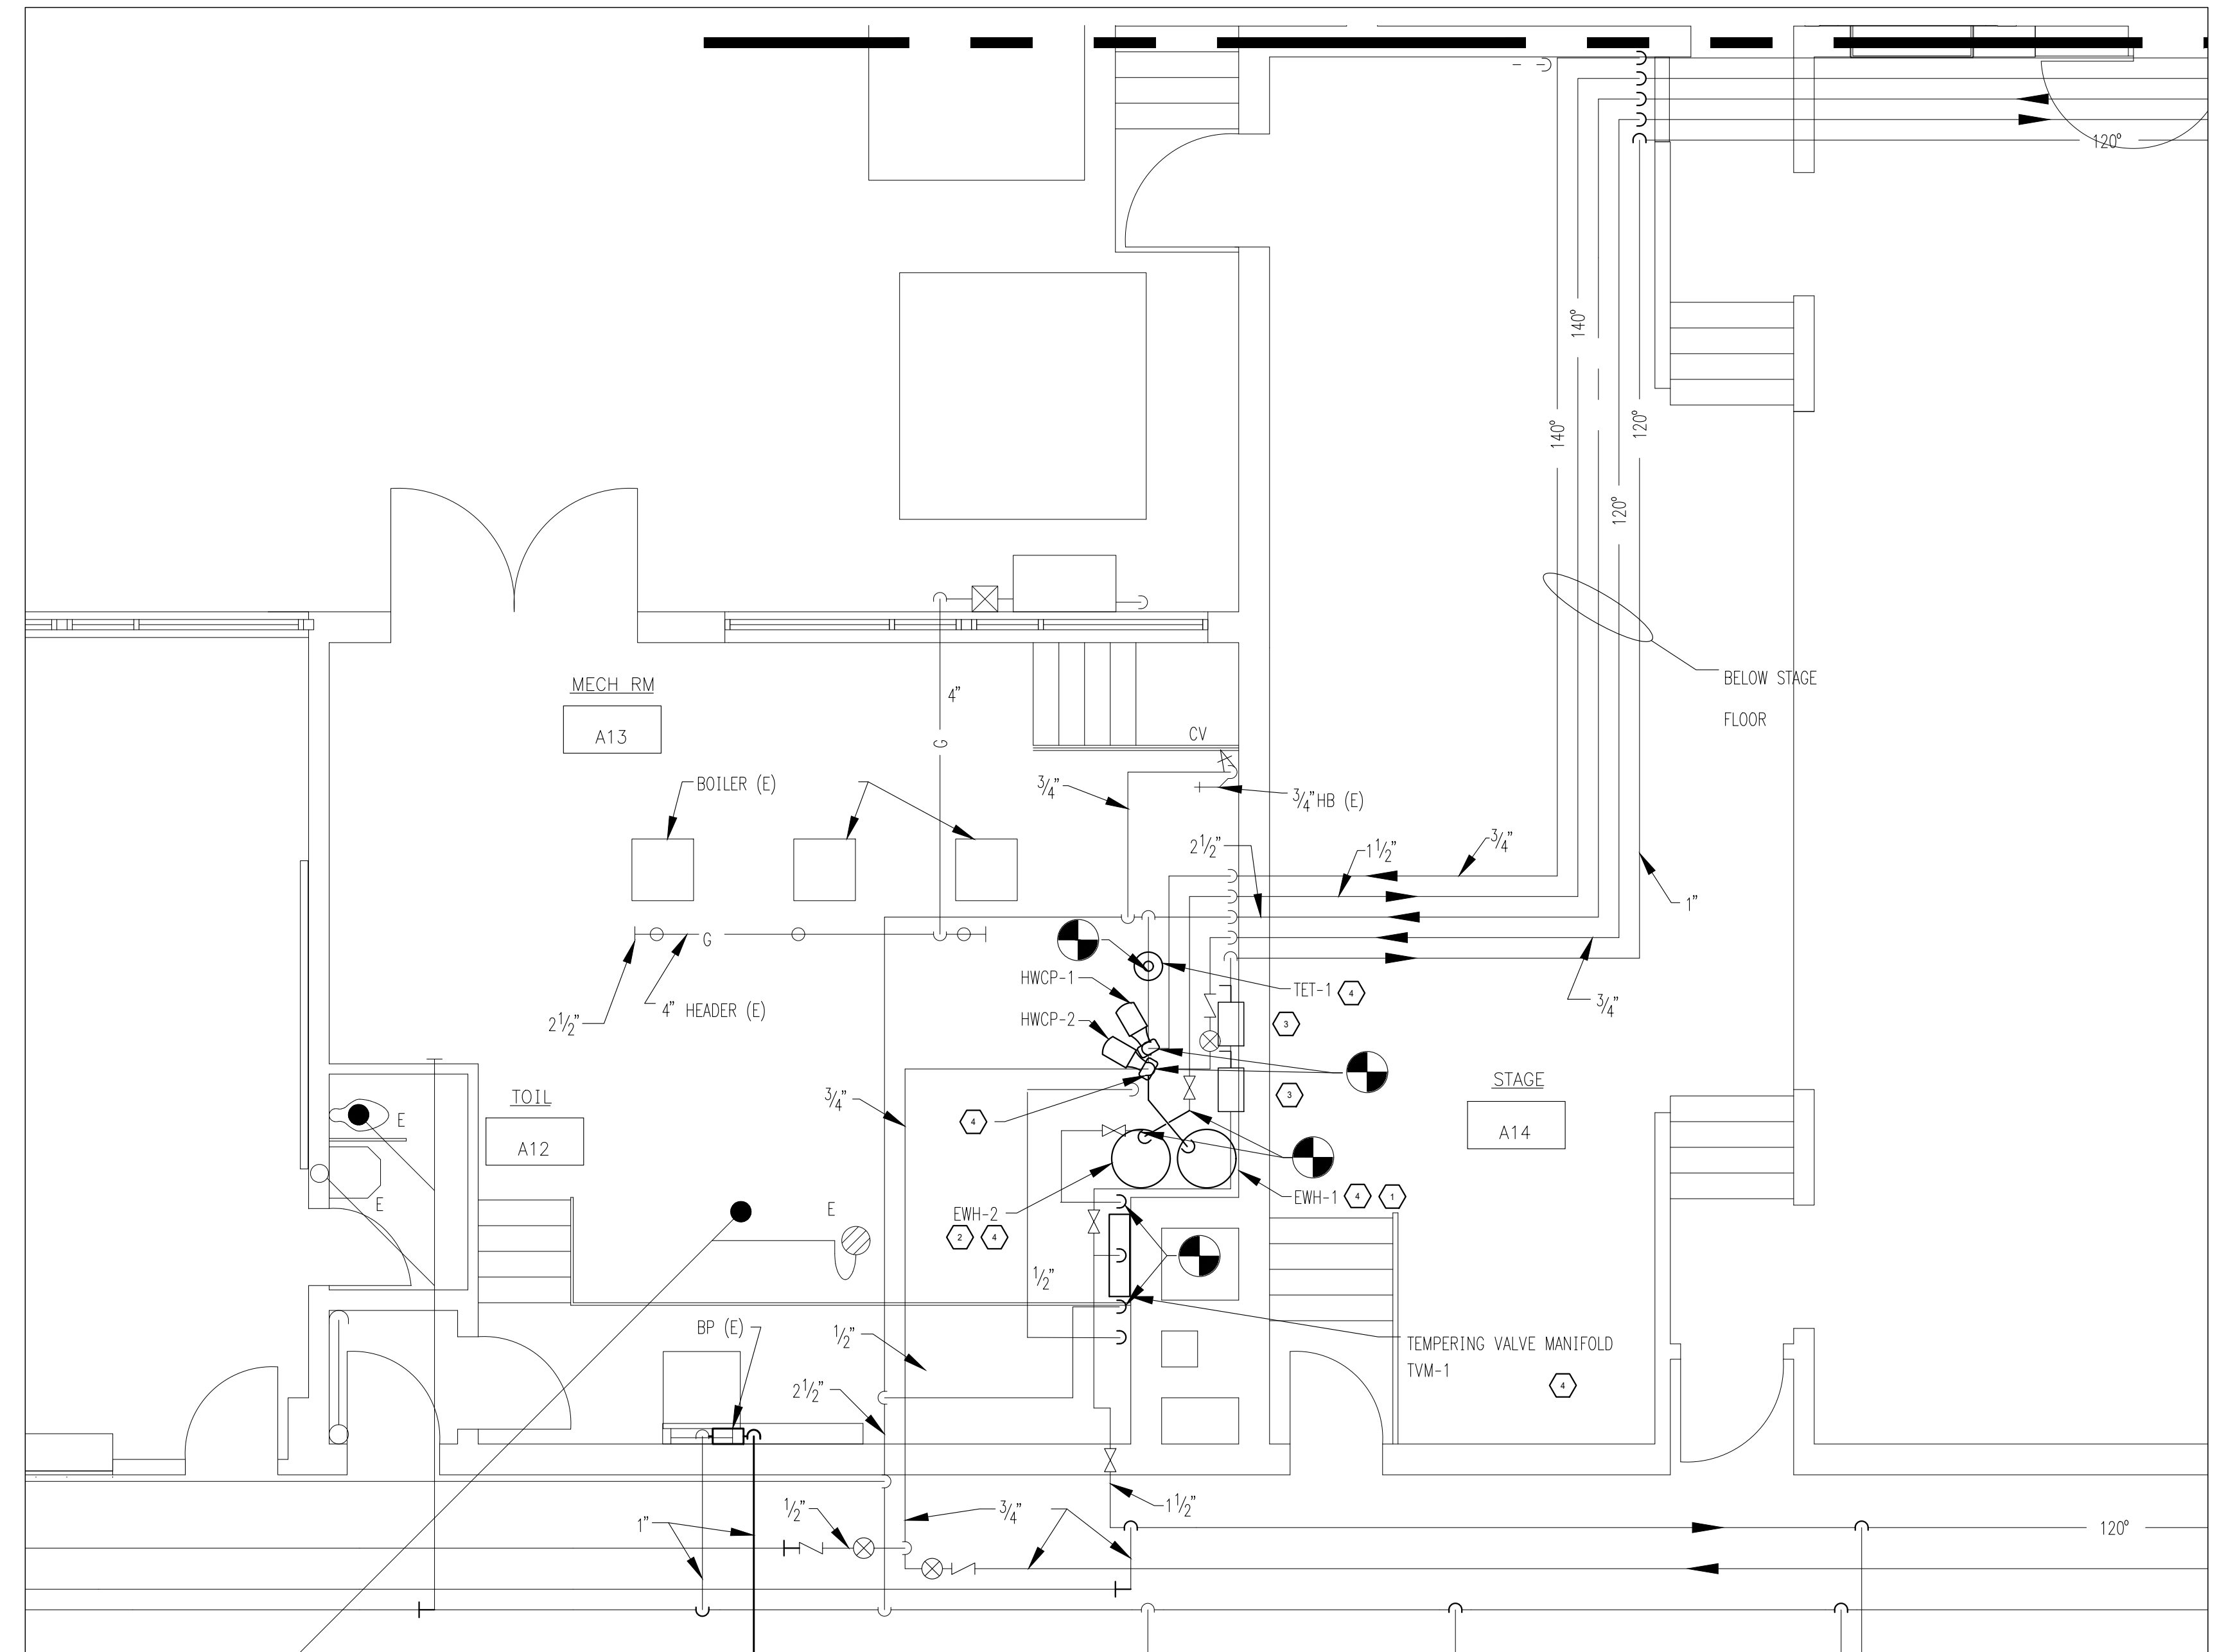 120°
140°
140°
120°
120°
BELOW STAGE
FLOOR
MECH RM
A13
4"
G
CV
BOILER (E)
3/4"
3/4" HB (E)
2 1/2"
1 1/2"
3/4"
1"
G
HWCP-1
TET-1
4
3/4"
4" HEADER (E)
2 1/2"
HWCP-2
3
STAGE
A14
3
TOIL
A12
E
E
3/4"
4
EWH-1
4
1
EWH-2
2
4
E
1/2"
BP (E)
1/2"
TEMPERING VALVE MANIFOLD
TVM-1
4
2 1/2"
1"
1/2"
3/4"
1 1/2"
120°